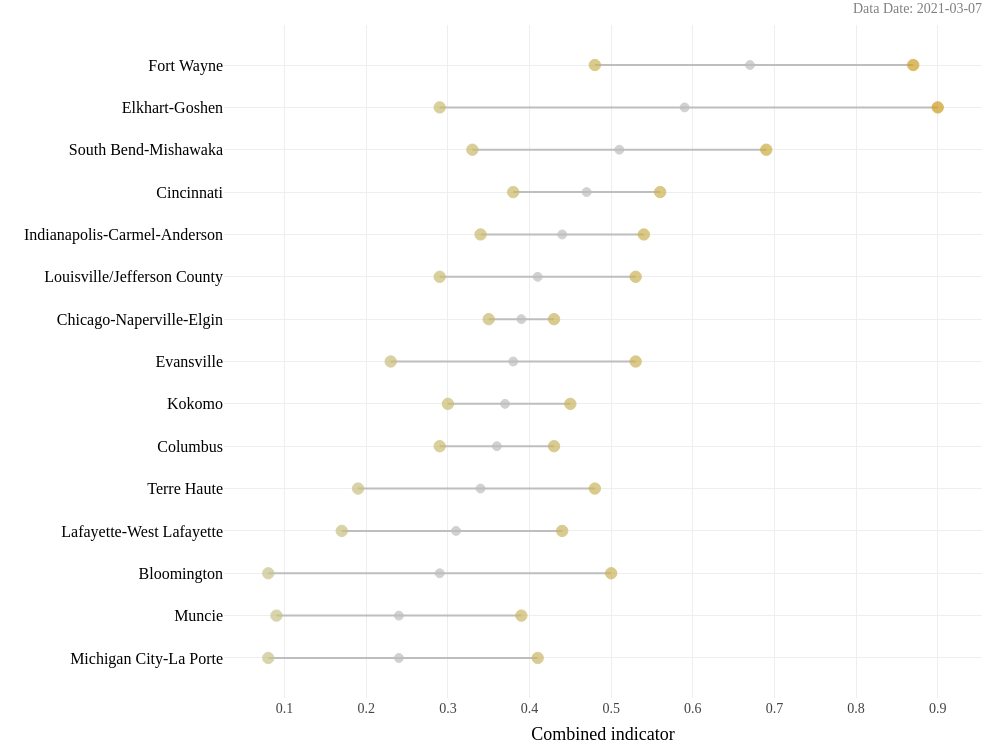 Data Date: 2021-03-07
Fort Wayne
Elkhart-Goshen
South Bend-Mishawaka
Cincinnati
Indianapolis-Carmel-Anderson
Louisville/Jefferson County
Chicago-Naperville-Elgin
Evansville
Kokomo
Columbus
Terre Haute
Lafayette-West Lafayette
Bloomington
Muncie
Michigan City-La Porte
0.1 0.2 0.3 0.4 0.5 0.6 0.7 0.8 0.9
Combined indicator